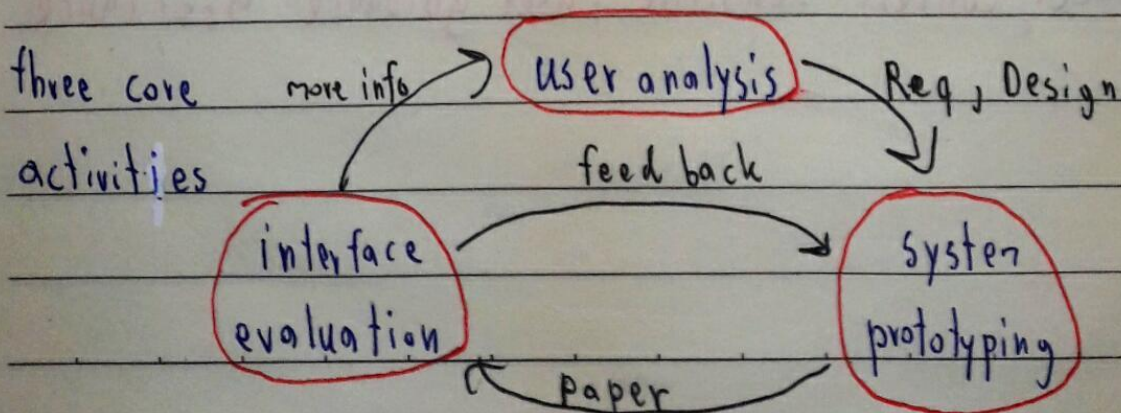 three core
activities
more info
user analysis
Req, Design
feed back
interface
evaluation
system
prototyping
paper